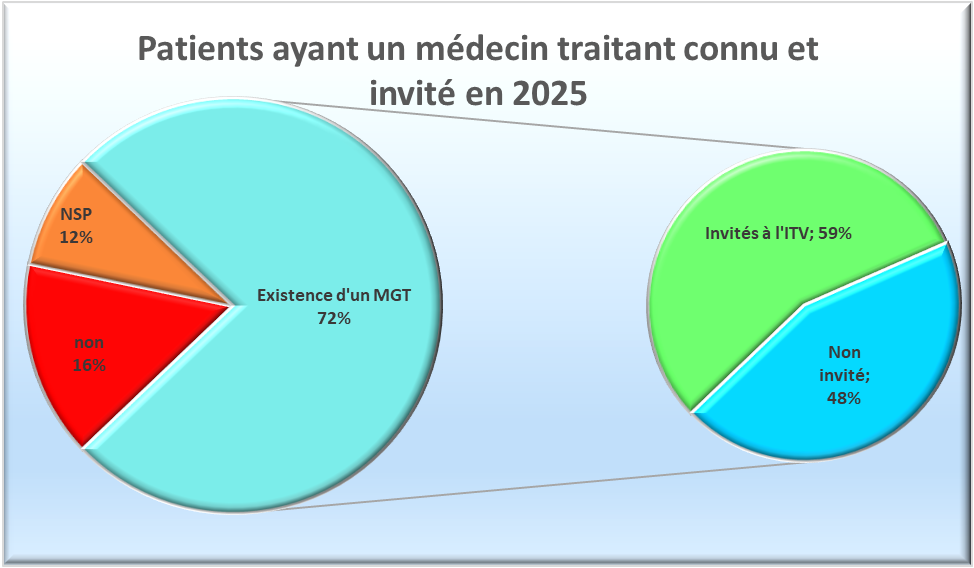 Patients ayant un médecin traitant connu et
invité en 2025
NSP
12%
non
16%
Existence d'un MGT
72%
Invités à l'ITV; 59%
Non
invité;
48%